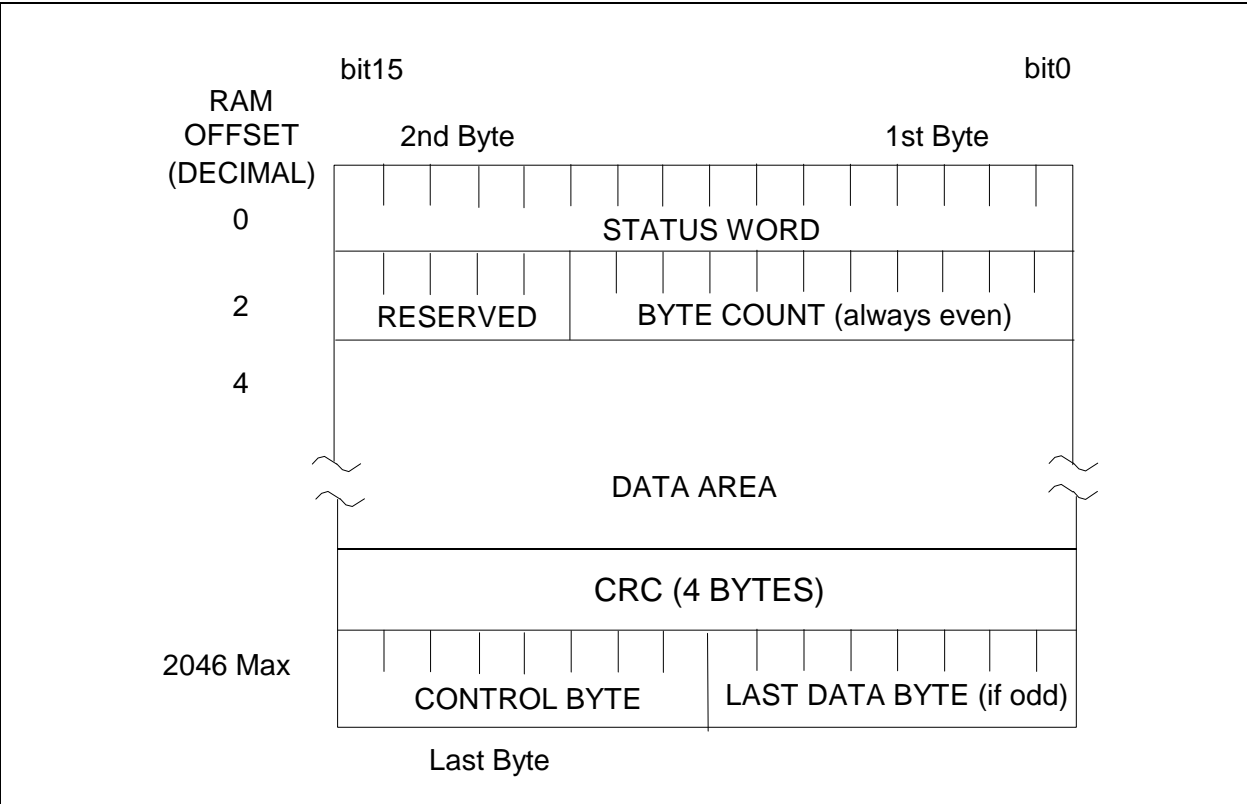 bit15 bit0
RAM
OFFSET
(DECIMAL)
2nd Byte 1st Byte
0 STATUS WORD
2 RESERVED BYTE COUNT (always even)
4
DATA AREA
CRC (4 BYTES)
2046 Max
CONTROL BYTE LAST DATA BYTE (if odd)
Last Byte